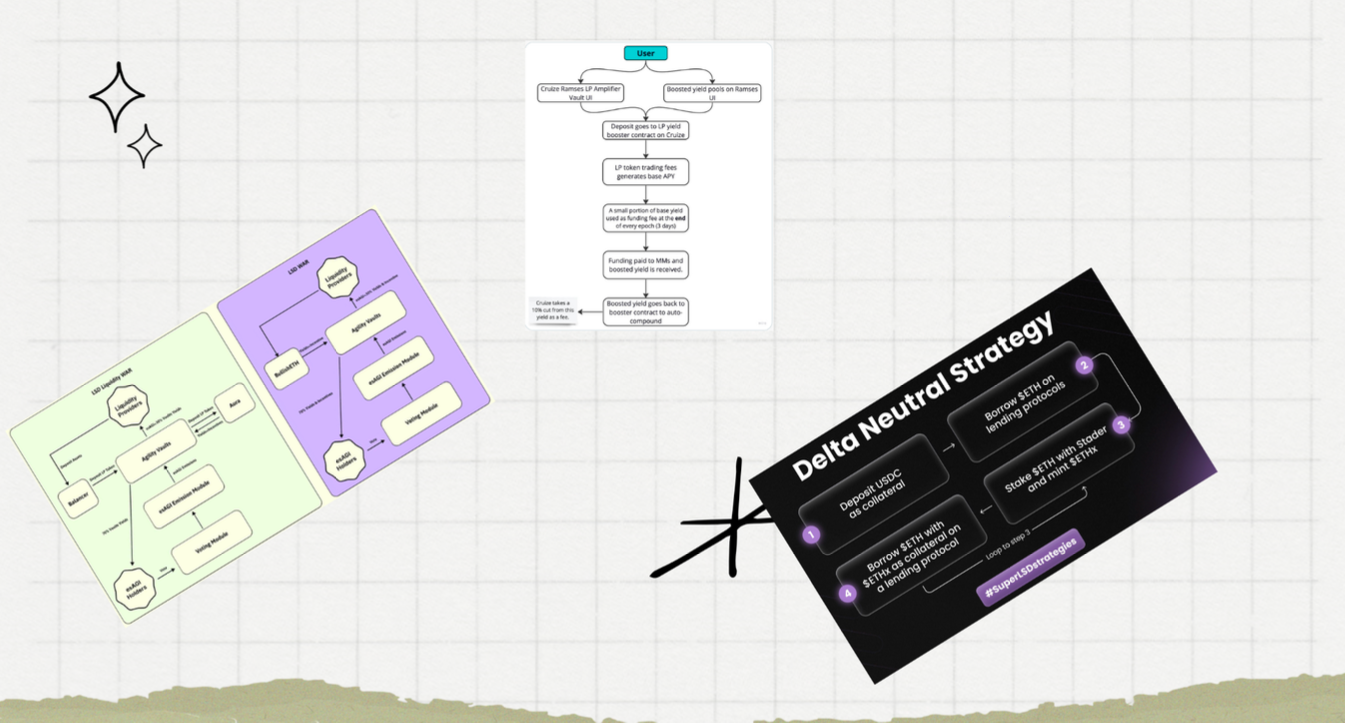 User
Cruize Ramses LP Amplifier
Vault UI
Boosted yield pools on Ramses
UI
Deposit goes to LP yield
booster contract on Cruize
LP token trading fees
generates base APY
A small portion of base yield
used as funding fee at the end
of every epoch (3 days)
Funding paid to MMs and
boosted yield is received.
Boosted yield goes back to
booster contract to auto-
compound
Cruize takes a
10% cut from this
yield as a fee.
LSD Liquidity WAR
Liquidity
Providers
Aura
Agility Vaults
Balancer
esAGI Emission Module
Voting Module
esAGI
Holders
Vote
LSD WAR
Liquidity
Providers
Agility Vaults
esAGI Emission Module
Voting Module
esAGI
Holders
Vote
Delta Neutral Strategy
1
Deposit USDC
as collateral
2
Borrow $ETH on
lending protocols
3
Stake $ETH with Stader
and mint $ETHx
4
Borrow $ETH with
$ETHx as collateral on
a lending protocol
Loop to step 3
#SuperLSDstrategies